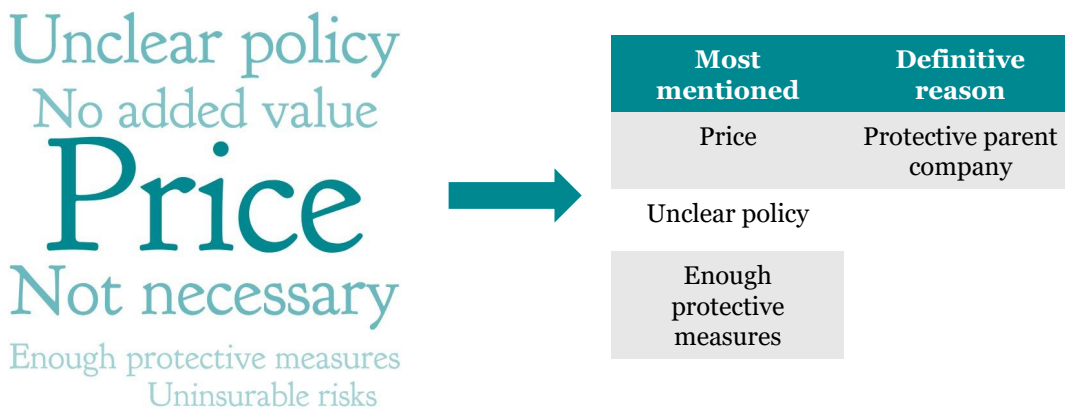 Unclear policy
No added value
Price
Not necessary
Enough protective measures
Uninsurable risks
Most
mentioned
Definitive
reason
Price
Protective parent
company
Unclear policy
Enough
protective
measures